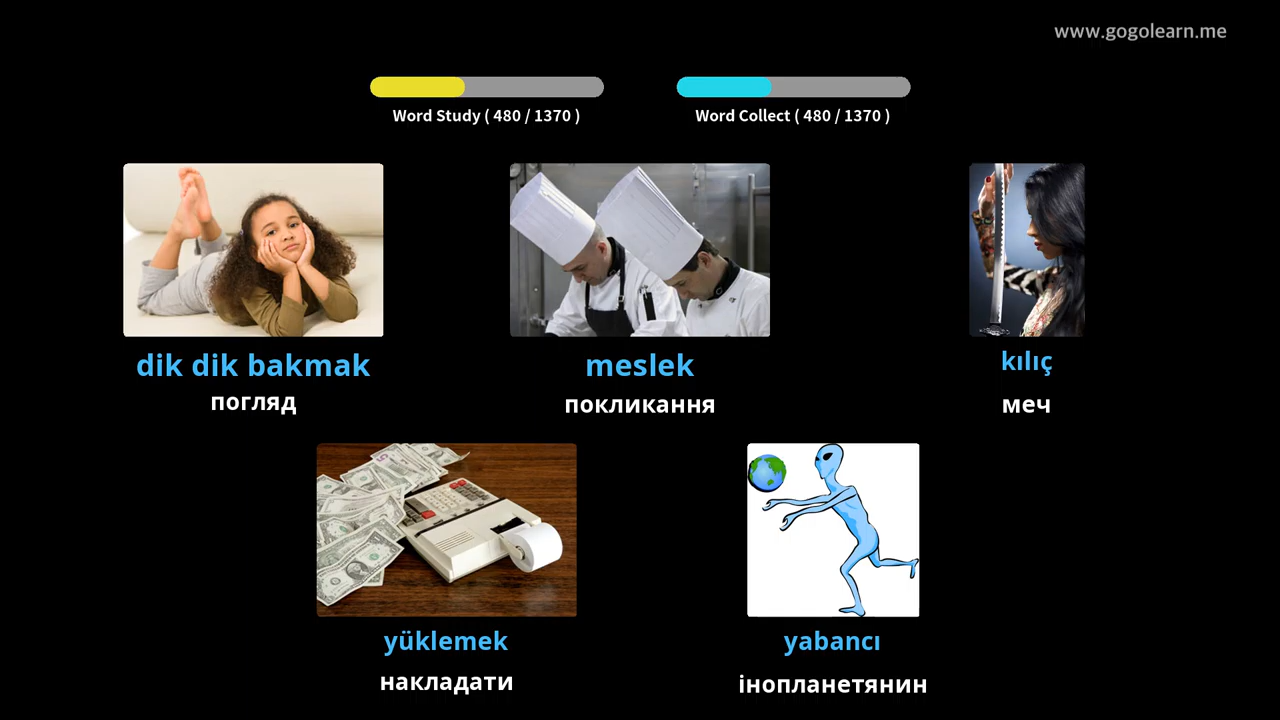 www.gogolearn.me
Word Study ( 480 / 1370 )
Word Collect ( 480 / 1370 )
dik dik bakmak
погляд
meslek
покликання
kılıç
меч
yüklemek
накладати
yabancı
інопланетянин